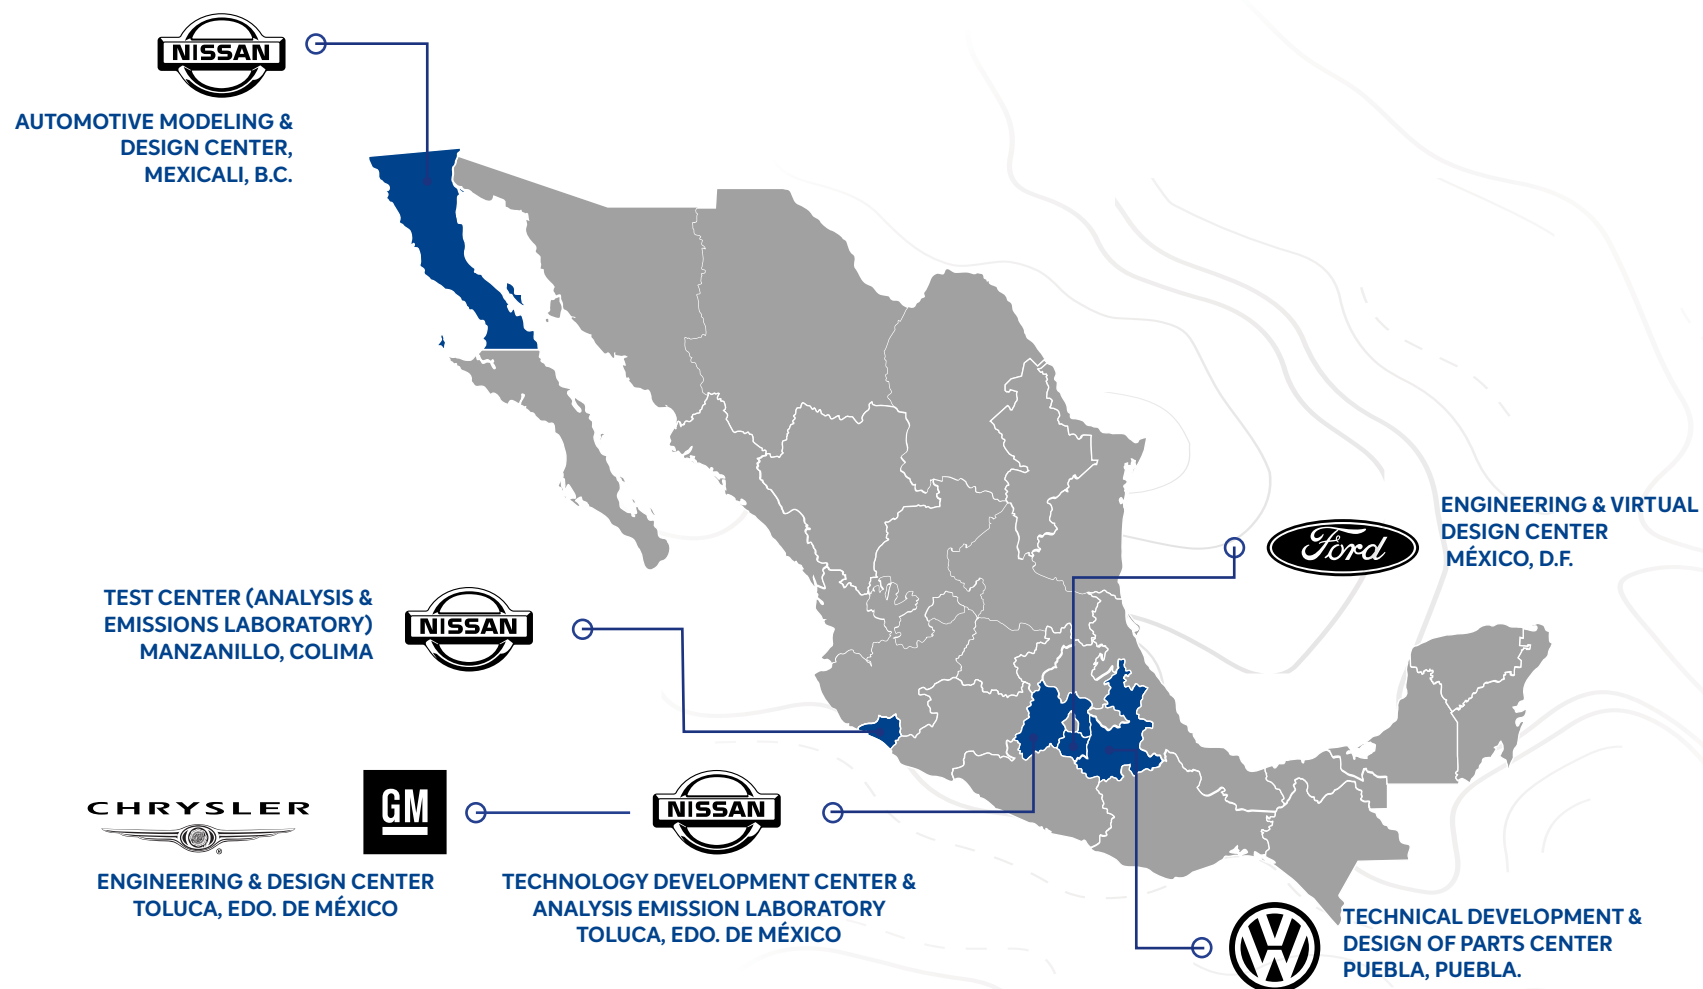 NISSAN
AUTOMOTIVE MODELING &
DESIGN CENTER,
MEXICALI, B.C.
Ford
ENGINEERING & VIRTUAL
DESIGN CENTER
MÉXICO, D.F.
TEST CENTER (ANALYSIS &
EMISSIONS LABORATORY)
MANZANILLO, COLIMA
NISSAN
CHRYSLER
®
GM
ENGINEERING & DESIGN CENTER
TOLUCA, EDO. DE MÉXICO
NISSAN
TECHNOLOGY DEVELOPMENT CENTER &
ANALYSIS EMISSION LABORATORY
TOLUCA, EDO. DE MÉXICO
VW
TECHNICAL DEVELOPMENT &
DESIGN OF PARTS CENTER
PUEBLA, PUEBLA.